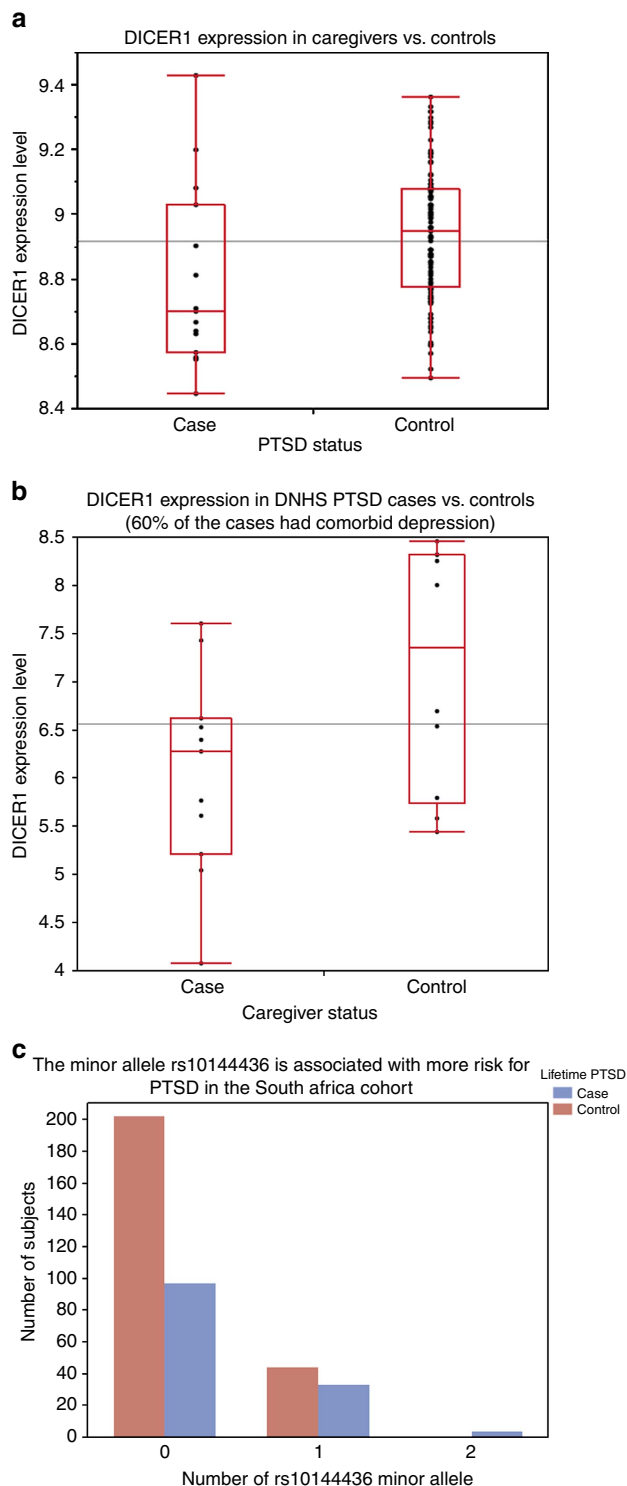 a
DICER1 expression in caregivers vs. controls
DICER1 expression level
9.4
9.2
9
8.8
8.6
8.4
Case
Control
PTSD status
b
DICER1 expression in DNHS PTSD cases vs. controls
(60% of the cases had comorbid depression)
DICER1 expression level
8.5
8
7.5
7
6.5
6
5.5
5
4.5
4
Case
Control
Caregiver status
c
The minor allele rs10144436 is associated with more risk for
PTSD in the South africa cohort
Lifetime PTSD
Case
Control
Number of subjects
200
180
160
140
120
100
80
60
40
20
0
0
1
2
Number of rs10144436 minor allele